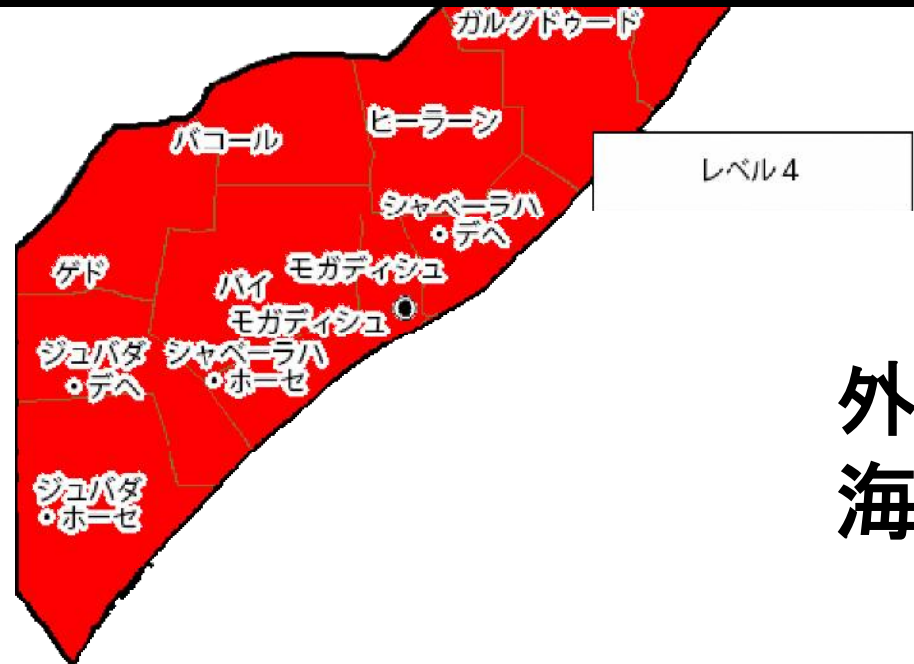 ガルグドゥード
ヒーラーン
バコール
レベル４
シャベーラハ
・デヘ
ゲド
モガディシュ
バイ
モガディシュ
ジュバダ
・デヘ
シャベーラハ
・ホーセ
ジュバダ
・ホーセ
外
海